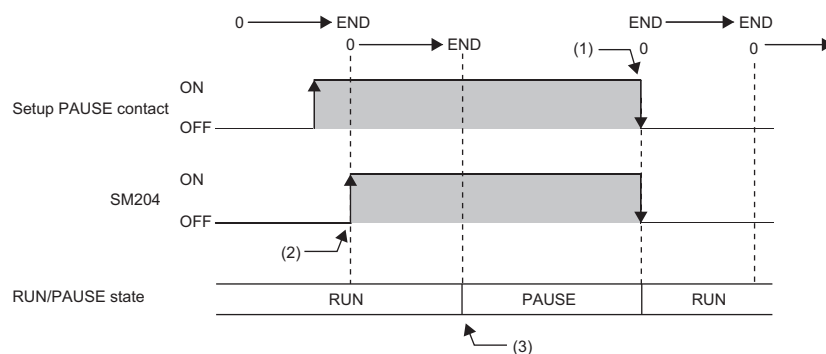 0 END END END
0 END (1) 0 0
ON
Setup PAUSE contact
OFF
ON
SM204
OFF
(2)
RUN/PAUSE state RUN PAUSE RUN
(3)